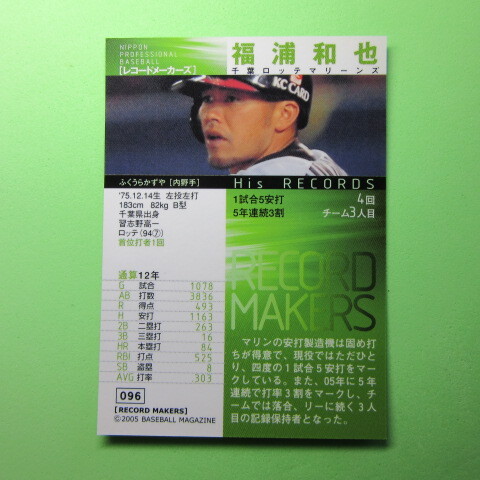 NIPPON
PROFESSIONAL
BASEBALL
[レコードメーカーズ]
福浦和也
千葉ロッテマリーンズ
KC CARD
ふくうらかずや [内野手]
'75.12.14生 左投左打
183cm 82kg B型
千葉県出身
習志野高―
ロッテ('94⑦)
首位打者1回
His RECORDS
1試合5安打 4回
5年連続3割 チーム3人目
通算12年
G 試合 1078
AB 打数 3836
R 得点 493
H 安打 1163
2B 二塁打 263
3B 三塁打 16
HR 本塁打 84
RBI 打点 525
SB 盗塁 8
AVG 打率 .303
RECORD
MAKERS
マリンの安打製造機は固め打
ちが得意で、現役ではただひと
り、四度の1試合5安打をマー
クしている。また、05年に5年
連続で打率3割をマークし、チ
ームでは落合、リーに続く3人
目の記録保持者となった。
096
[RECORD MAKERS]
©2005 BASEBALL MAGAZINE